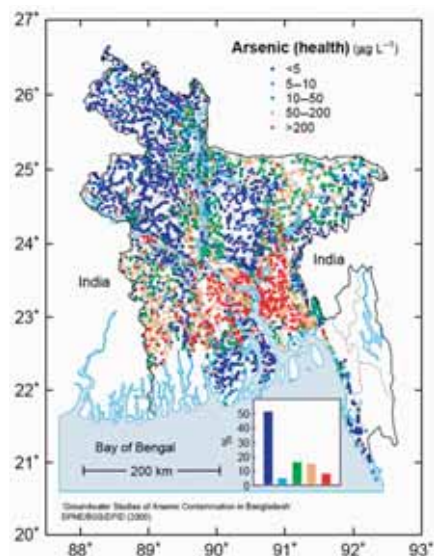 27°
26°
25°
24°
23°
22°
21°
20°
Arsenic (health) (µg L⁻¹)
<5
5–10
10–50
50–200
>200
India
India
Bay of Bengal
200 km
%
50
40
30
20
10
0
'Groundwater Studies of Arsenic Contamination in Bangladesh'
DPHE/BGS/DFID (2000)
88° 89° 90° 91° 92° 93°